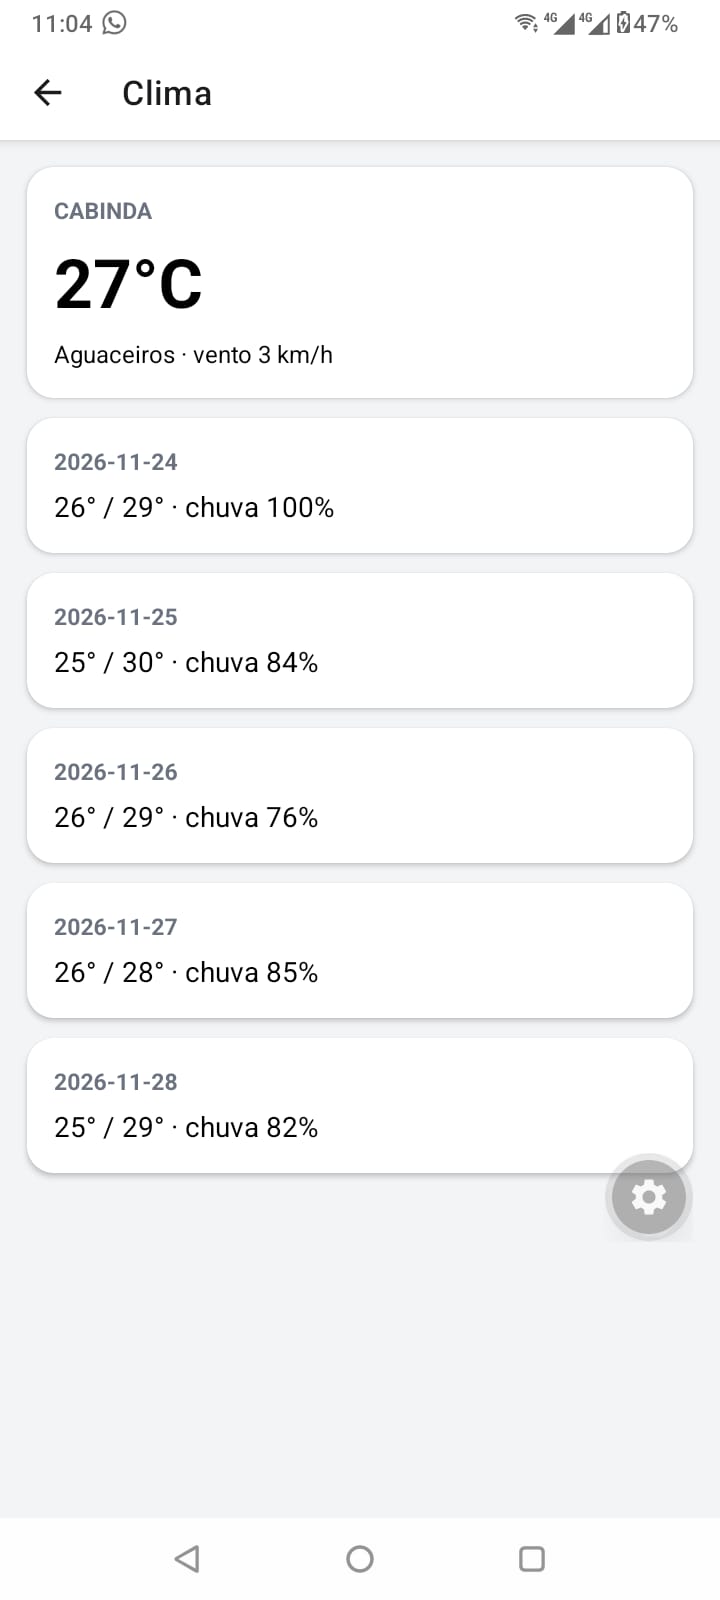 11:04
4G 4G 47%
Clima
CABINDA
27°C
Aguaceiros · vento 3 km/h
2026-11-24
26° / 29° · chuva 100%
2026-11-25
25° / 30° · chuva 84%
2026-11-26
26° / 29° · chuva 76%
2026-11-27
26° / 28° · chuva 85%
2026-11-28
25° / 29° · chuva 82%